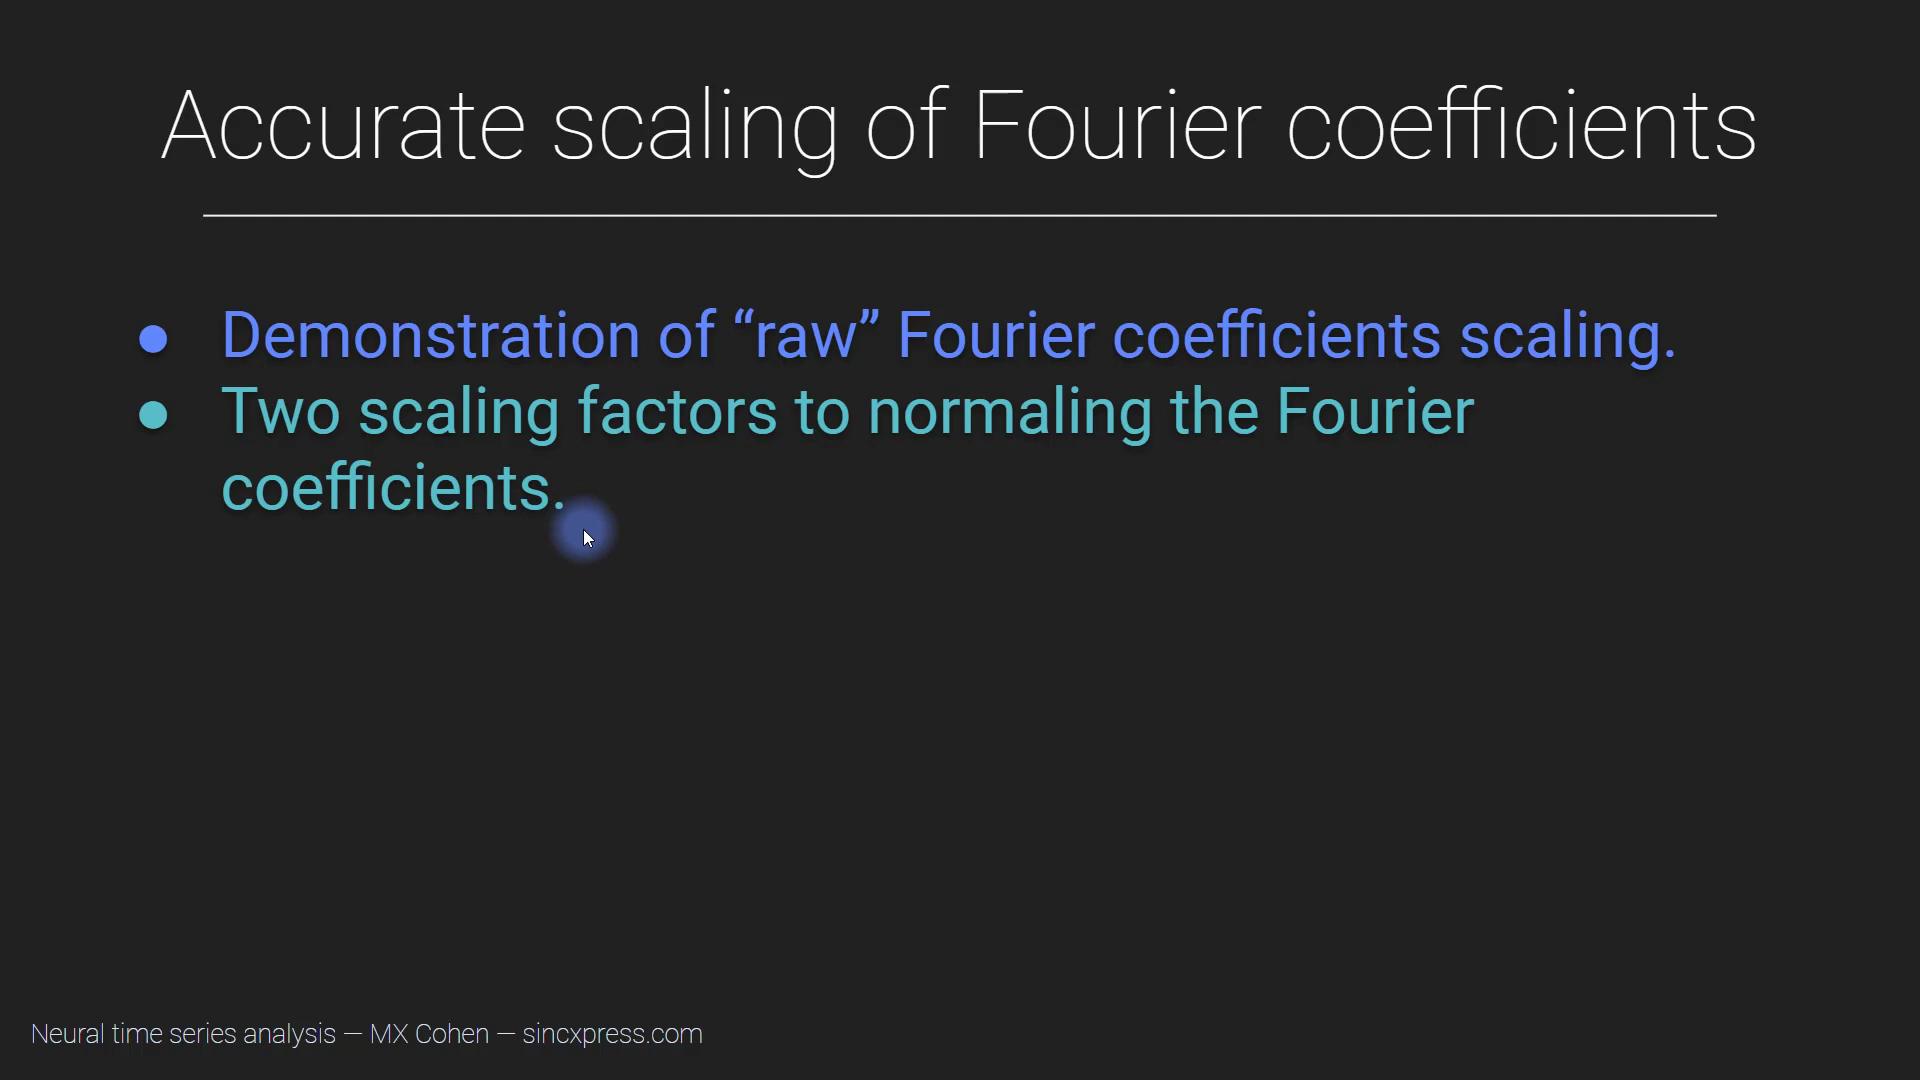 Accurate scaling of Fourier coefficients
● Demonstration of “raw” Fourier coefficients scaling.
● Two scaling factors to normaling the Fourier
coefficients.
Neural time series analysis — MX Cohen — sincxpress.com